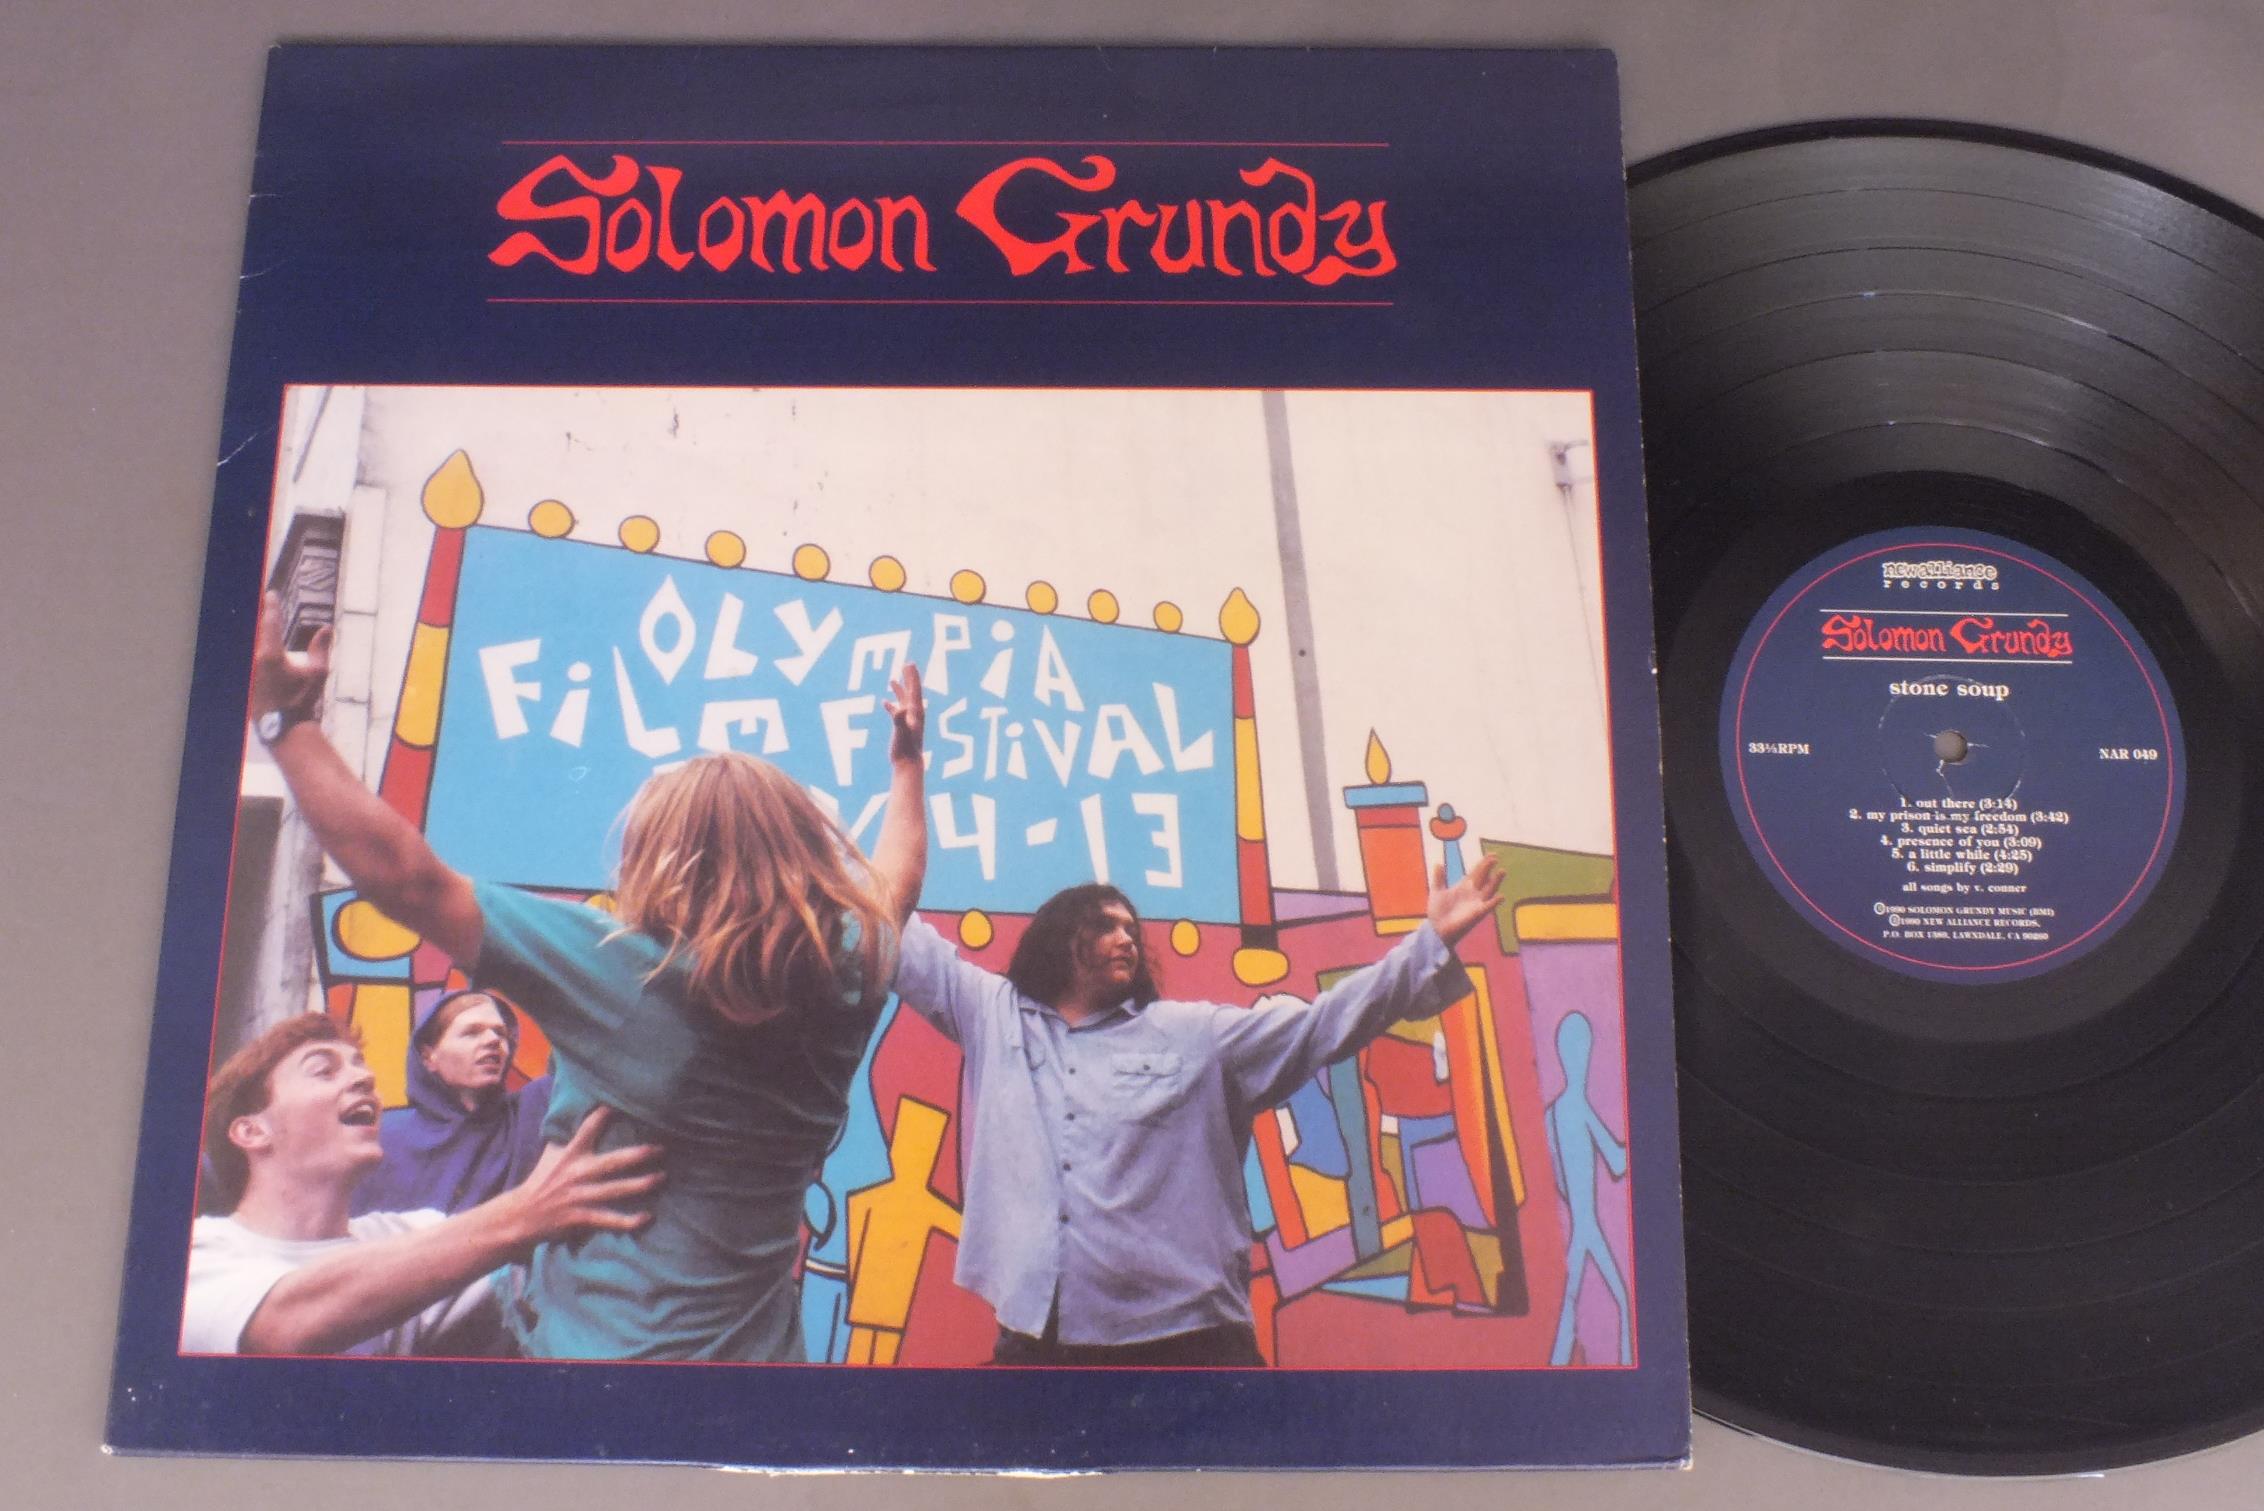 Solomon Grundy
OLYMPIA
FiLm FESTiVAL
Y 4-13
newalliance
records
Solomon Grundy
stone soup
33⅓RPM
NAR 049
1. out there (3:14)
2. my prison is my freedom (3:42)
3. quiet sea (2:54)
4. presence of you (3:09)
5. a little while (4:25)
6. simplify (2:29)
all songs by v. conner
©1990 SOLOMON GRUNDY MUSIC (BMI)
℗1990 NEW ALLIANCE RECORDS,
P.O. BOX 1389, LAWNDALE, CA 90260